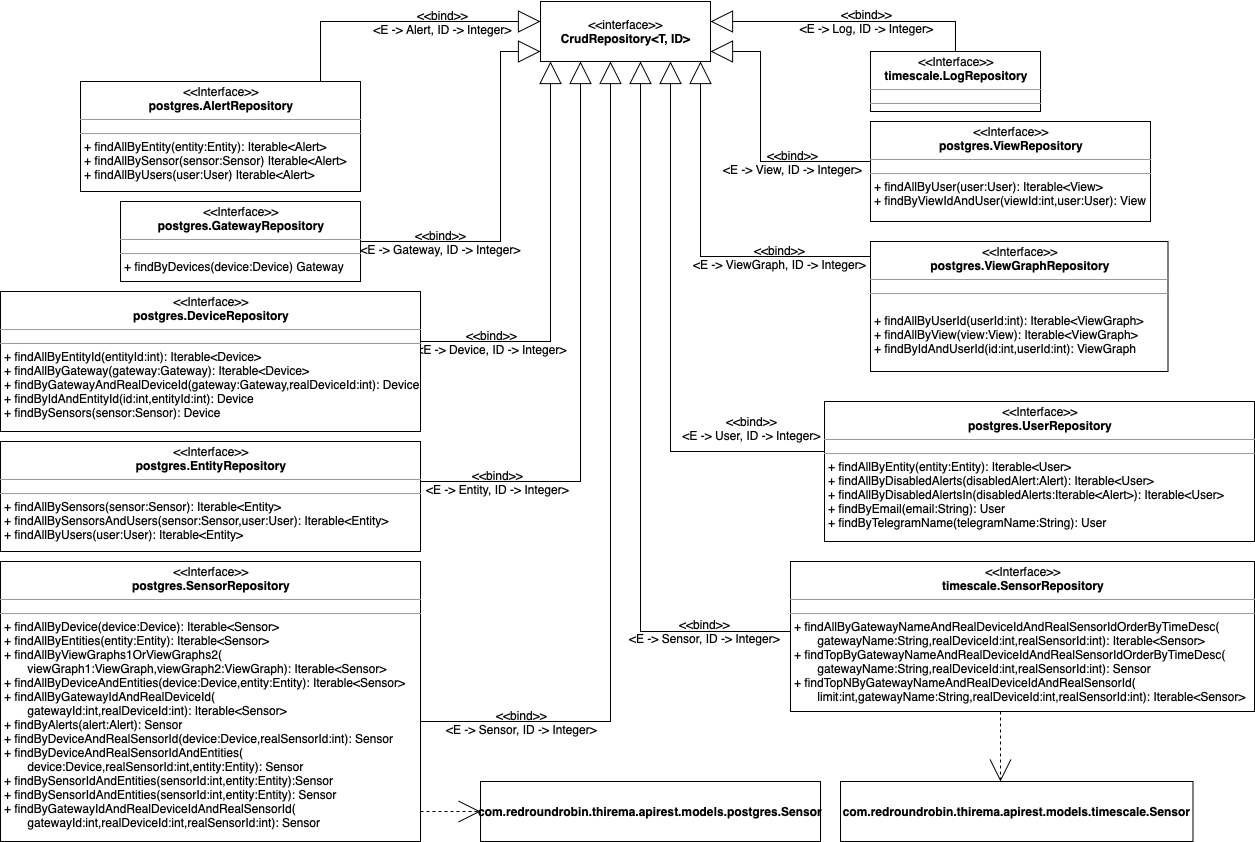 <<interface>>
CrudRepository<T, ID>
<<bind>>
<E -> Alert, ID -> Integer>
<<bind>>
<E -> Log, ID -> Integer>
<<Interface>>
timescale.LogRepository
<<Interface>>
postgres.AlertRepository
+ findAllByEntity(entity:Entity): Iterable<Alert>
+ findAllBySensor(sensor:Sensor) Iterable<Alert>
+ findAllByUsers(user:User) Iterable<Alert>
<<Interface>>
postgres.ViewRepository
+ findAllByUser(user:User): Iterable<View>
+ findByViewIdAndUser(viewId:int,user:User): View
<<bind>>
<E -> View, ID -> Integer>
<<Interface>>
postgres.GatewayRepository
+ findByDevices(device:Device) Gateway
<<bind>>
<E -> Gateway, ID -> Integer>
<<bind>>
<E -> ViewGraph, ID -> Integer>
<<Interface>>
postgres.ViewGraphRepository
+ findAllByUserId(userId:int): Iterable<ViewGraph>
+ findAllByView(view:View): Iterable<ViewGraph>
+ findByIdAndUserId(id:int,userId:int): ViewGraph
<<Interface>>
postgres.DeviceRepository
+ findAllByEntityId(entityId:int): Iterable<Device>
+ findAllByGateway(gateway:Gateway): Iterable<Device>
+ findByGatewayAndRealDeviceId(gateway:Gateway,realDeviceId:int): Device
+ findByIdAndEntityId(id:int,entityId:int): Device
+ findBySensors(sensor:Sensor): Device
<<bind>>
<E -> Device, ID -> Integer>
<<bind>>
<E -> User, ID -> Integer>
<<Interface>>
postgres.UserRepository
+ findAllByEntity(entity:Entity): Iterable<User>
+ findAllByDisabledAlerts(disabledAlert:Alert): Iterable<User>
+ findAllByDisabledAlertsIn(disabledAlerts:Iterable<Alert>): Iterable<User>
+ findByEmail(email:String): User
+ findByTelegramName(telegramName:String): User
<<Interface>>
postgres.EntityRepository
+ findAllBySensors(sensor:Sensor): Iterable<Entity>
+ findAllBySensorsAndUsers(sensor:Sensor,user:User): Iterable<Entity>
+ findAllByUsers(user:User): Iterable<Entity>
<<bind>>
<E -> Entity, ID -> Integer>
<<Interface>>
postgres.SensorRepository
+ findAllByDevice(device:Device): Iterable<Sensor>
+ findAllByEntities(entity:Entity): Iterable<Sensor>
+ findAllByViewGraphs1OrViewGraphs2(
viewGraph1:ViewGraph,viewGraph2:ViewGraph): Iterable<Sensor>
+ findAllByDeviceAndEntities(device:Device,entity:Entity): Iterable<Sensor>
+ findAllByGatewayIdAndRealDeviceId(
gatewayId:int,realDeviceId:int): Iterable<Sensor>
+ findByAlerts(alert:Alert): Sensor
+ findByDeviceAndRealSensorId(device:Device,realSensorId:int): Sensor
+ findByDeviceAndRealSensorIdAndEntities(
device:Device,realSensorId:int,entity:Entity): Sensor
+ findBySensorIdAndEntities(sensorId:int,entity:Entity):Sensor
+ findBySensorIdAndEntities(sensorId:int,entity:Entity): Sensor
+ findByGatewayIdAndRealDeviceIdAndRealSensorId(
gatewayId:int,realDeviceId:int,realSensorId:int): Sensor
<<bind>>
<E -> Sensor, ID -> Integer>
<<bind>>
<E -> Sensor, ID -> Integer>
<<Interface>>
timescale.SensorRepository
+ findAllByGatewayNameAndRealDeviceIdAndRealSensorIdOrderByTimeDesc(
gatewayName:String,realDeviceId:int,realSensorId:int): Iterable<Sensor>
+ findTopByGatewayNameAndRealDeviceIdAndRealSensorIdOrderByTimeDesc(
gatewayName:String,realDeviceId:int,realSensorId:int): Sensor
+ findTopNByGatewayNameAndRealDeviceIdAndRealSensorId(
limit:int,gatewayName:String,realDeviceId:int,realSensorId:int): Iterable<Sensor>
com.redroundrobin.thirema.apirest.models.postgres.Sensor
com.redroundrobin.thirema.apirest.models.timescale.Sensor